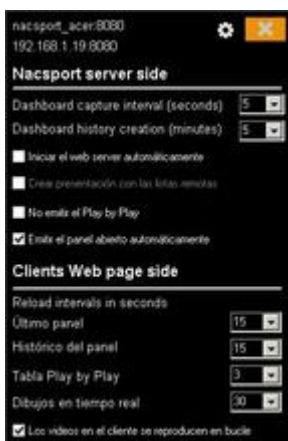 nacsport_acer:8080
192.168.1.19:8080
Nacsport server side
Dashboard capture interval (seconds) 5
Dashboard history creation (minutes) 5
Iniciar el web server automáticamente
Crear presentación con las listas remotas
No emitir el Play by Play
Emitir el panel abierto automáticamente
Clients Web page side
Reload intervals in seconds
Último panel 15
Histórico del panel 15
Tabla Play by Play 3
Dibujos en tiempo real 30
Los videos en el cliente se reproducen en bucle